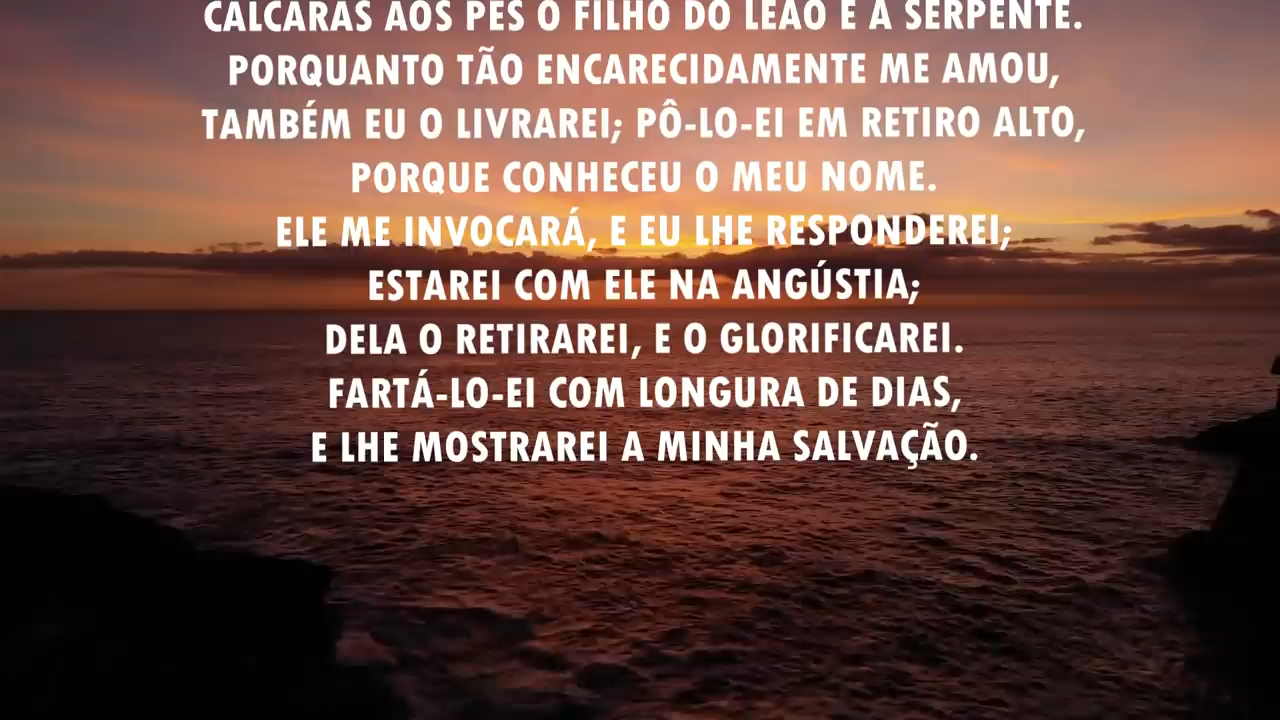 CALCARÁS AOS PÉS O FILHO DO LEÃO E A SERPENTE.
PORQUANTO TÃO ENCARECIDAMENTE ME AMOU,
TAMBÉM EU O LIVRAREI; PÔ-LO-EI EM RETIRO ALTO,
PORQUE CONHECEU O MEU NOME.
ELE ME INVOCARÁ, E EU LHE RESPONDEREI;
ESTAREI COM ELE NA ANGÚSTIA;
DELA O RETIRAREI, E O GLORIFICAREI.
FARTÁ-LO-EI COM LONGURA DE DIAS,
E LHE MOSTRAREI A MINHA SALVAÇÃO.